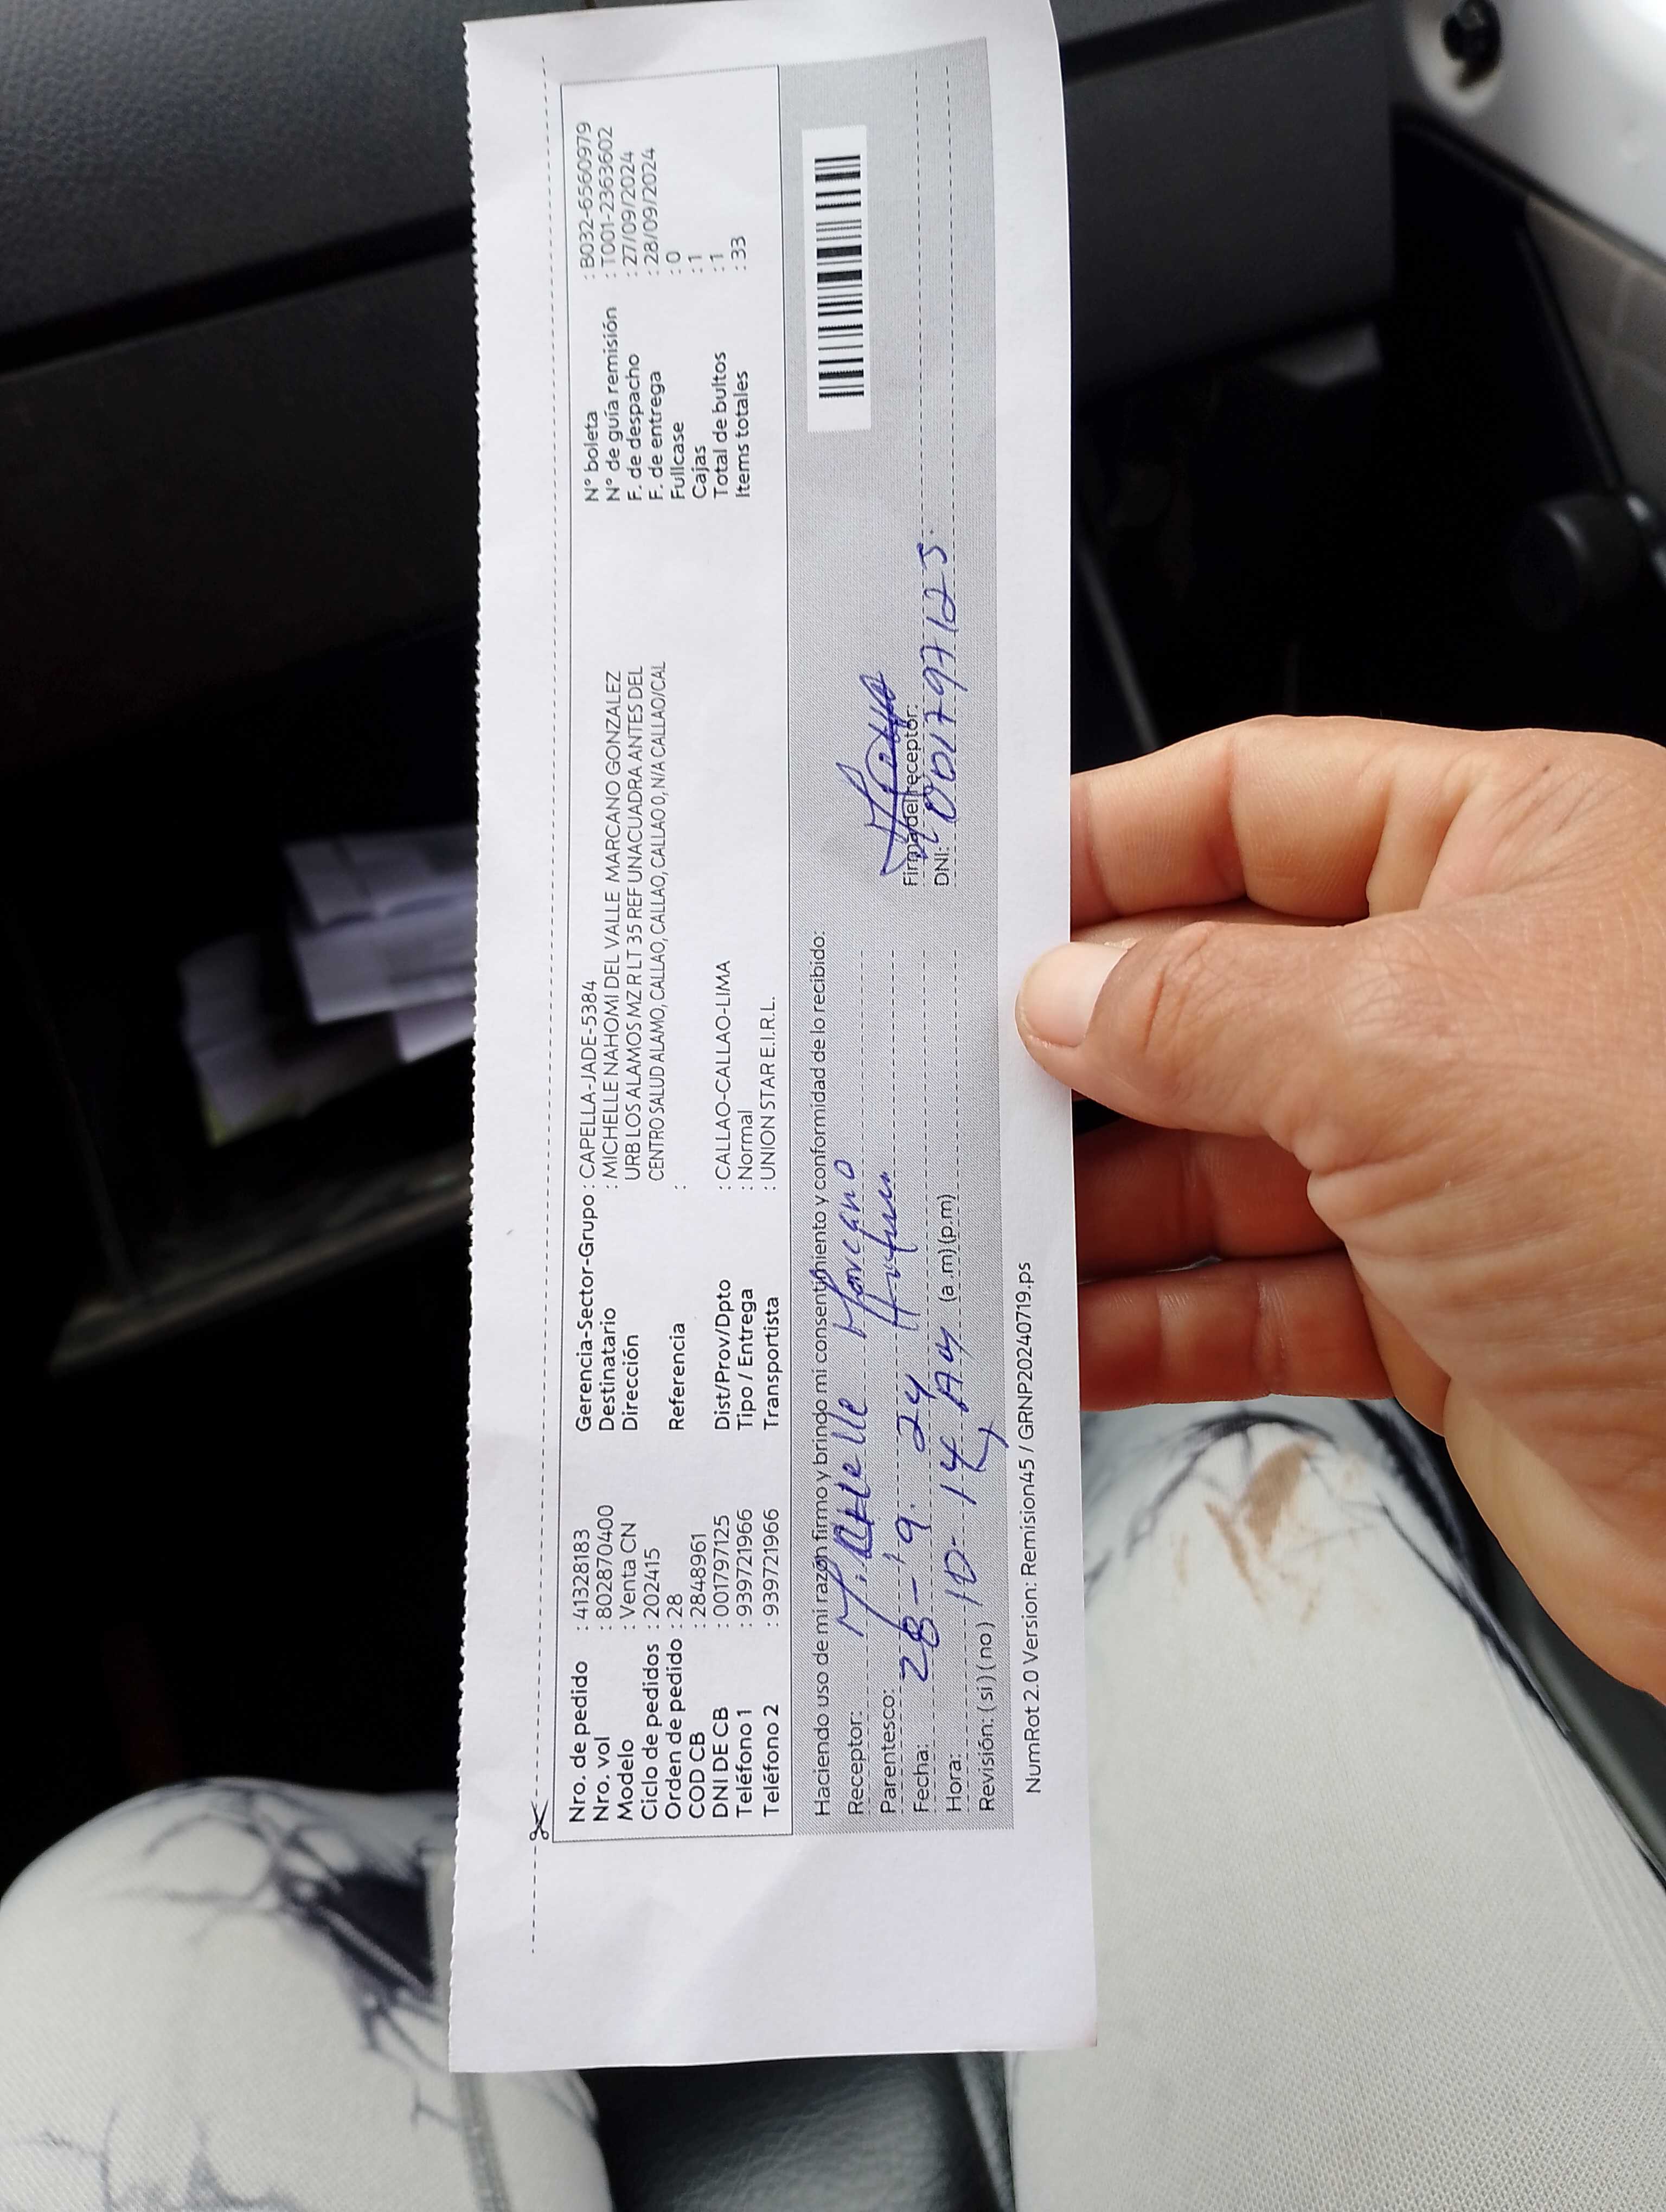 Nro. de pedido : 41328183
Nro. vol : 802870400
Modelo : Venta CN
Ciclo de pedidos : 202415
Orden de pedido : 28
COD CB : 2848961
DNI DE CB : 001797125
Teléfono 1 : 939721966
Teléfono 2 : 939721966
Gerencia-Sector-Grupo : CAPELLA-JADE-5384
Destinatario : MICHELLE NAHOMI DEL VALLE MARCANO GONZALEZ
Dirección URB LOS ALAMOS MZ R LT 35 REF UNACUADRA ANTES DEL
CENTRO SALUD ALAMO, CALLAO, CALLAO, CALLAO, CALLAO 0, N/A CALLAO/CAL
Referencia :
Dist/Prov/Dpto : CALLAO-CALLAO-LIMA
Tipo / Entrega : Normal
Transportista : UNION STAR E.I.R.L.
N° boleta : B032-6560979
N° de guía remisión : T001-2363602
F. de despacho : 27/09/2024
F. de entrega : 28/09/2024
Fullcase : 0
Cajas : 1
Total de bultos : 1
Items totales : 33
Haciendo uso de mi razón firmo y brindo mi consentimiento y conformidad de lo recibido:
Receptor: Michelle Marcano
Parentesco:
Fecha: 28-9. 24
Hora: 10-14 (a.m) (p.m)
Revisión: ( si ) ( no )
Firma del receptor:
DNI: 001797125.
NumRot 2.0 Version: Remision45 / GRNP20240719.ps